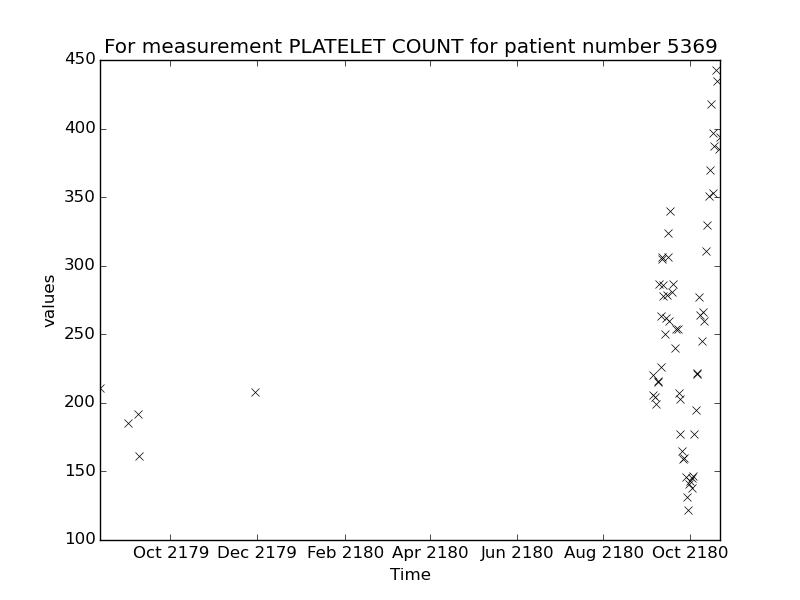 For measurement PLATELET COUNT for patient number 5369
450
400
350
300
250
200
150
100
values
Oct 2179 Dec 2179 Feb 2180 Apr 2180 Jun 2180 Aug 2180 Oct 2180
Time